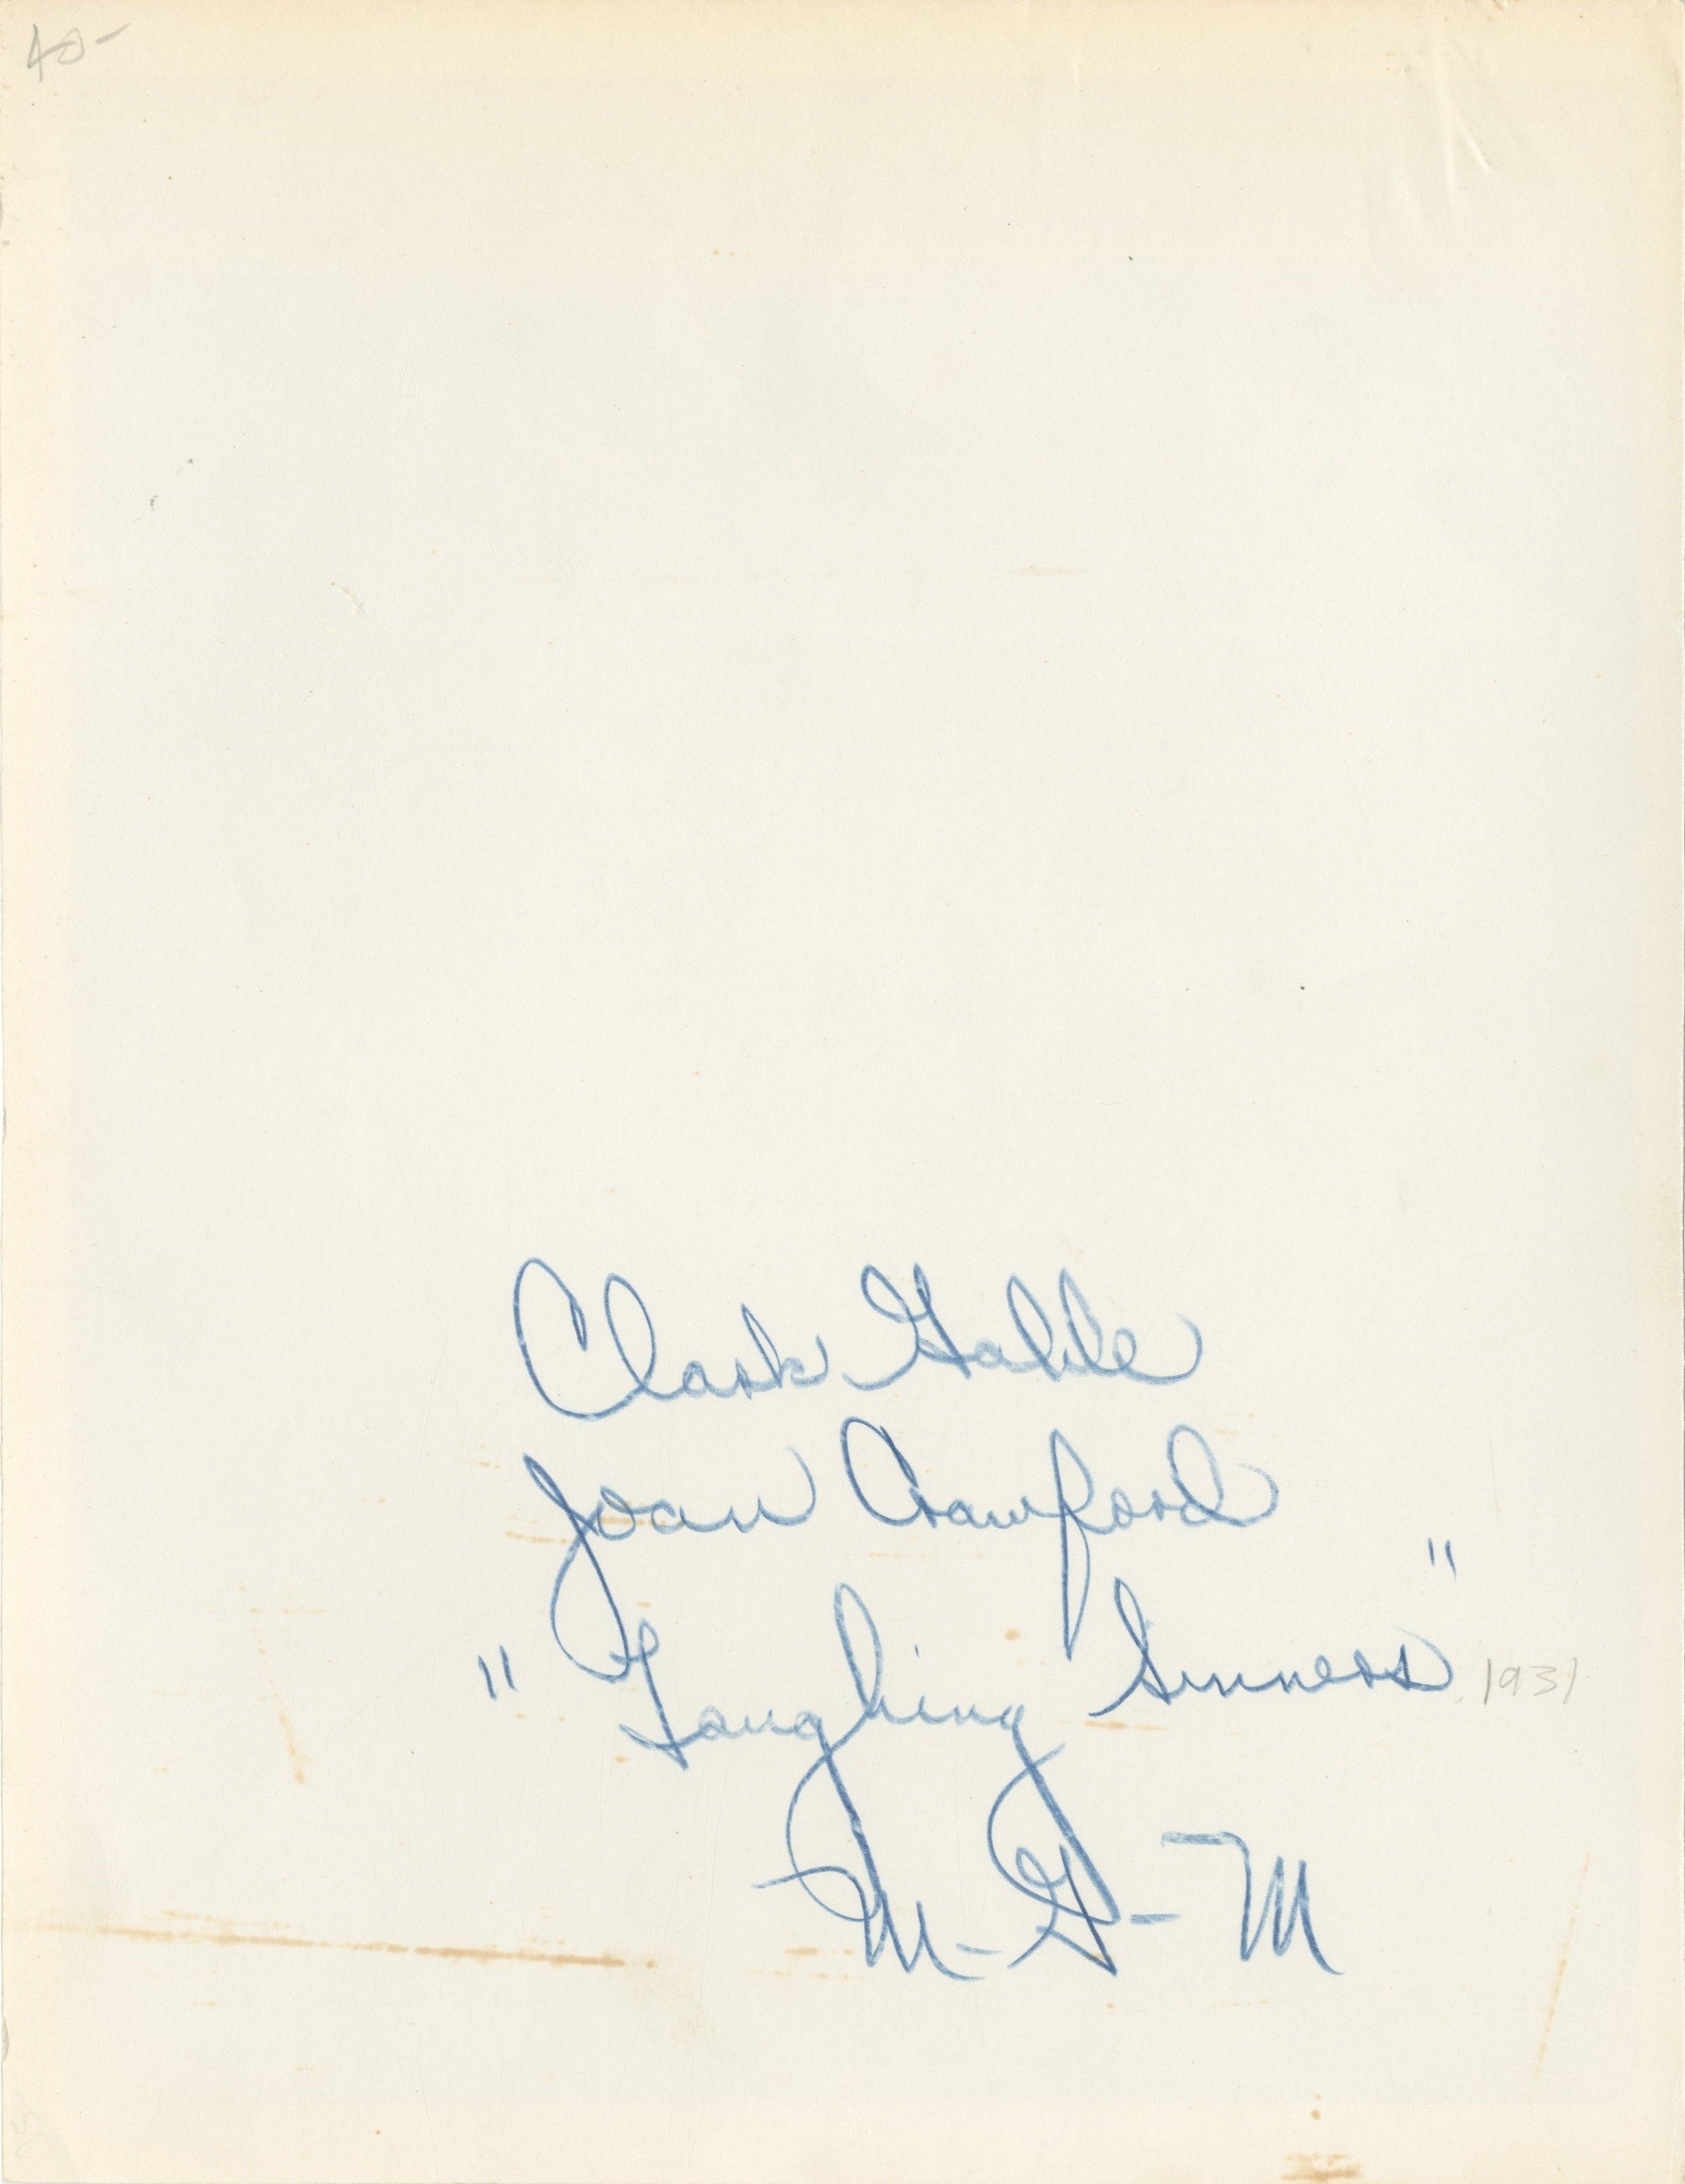 40-
Clark Gable
Joan Crawford
"Laughing Sinners" 1931
M-G-M